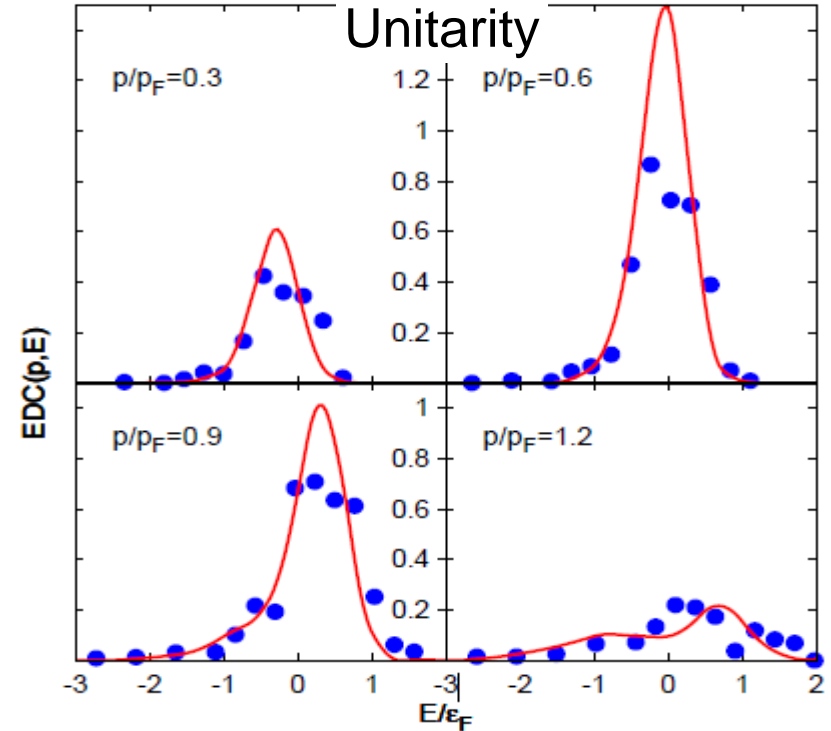 Unitarity
p/pF=0.3
1.2
p/pF=0.6
1
0.8
0.6
0.4
0.2
EDC(p,E)
p/pF=0.9
1
p/pF=1.2
0.8
0.6
0.4
0.2
-3 -2 -1 0 1 -3 -2 -1 0 1 2
E/εF